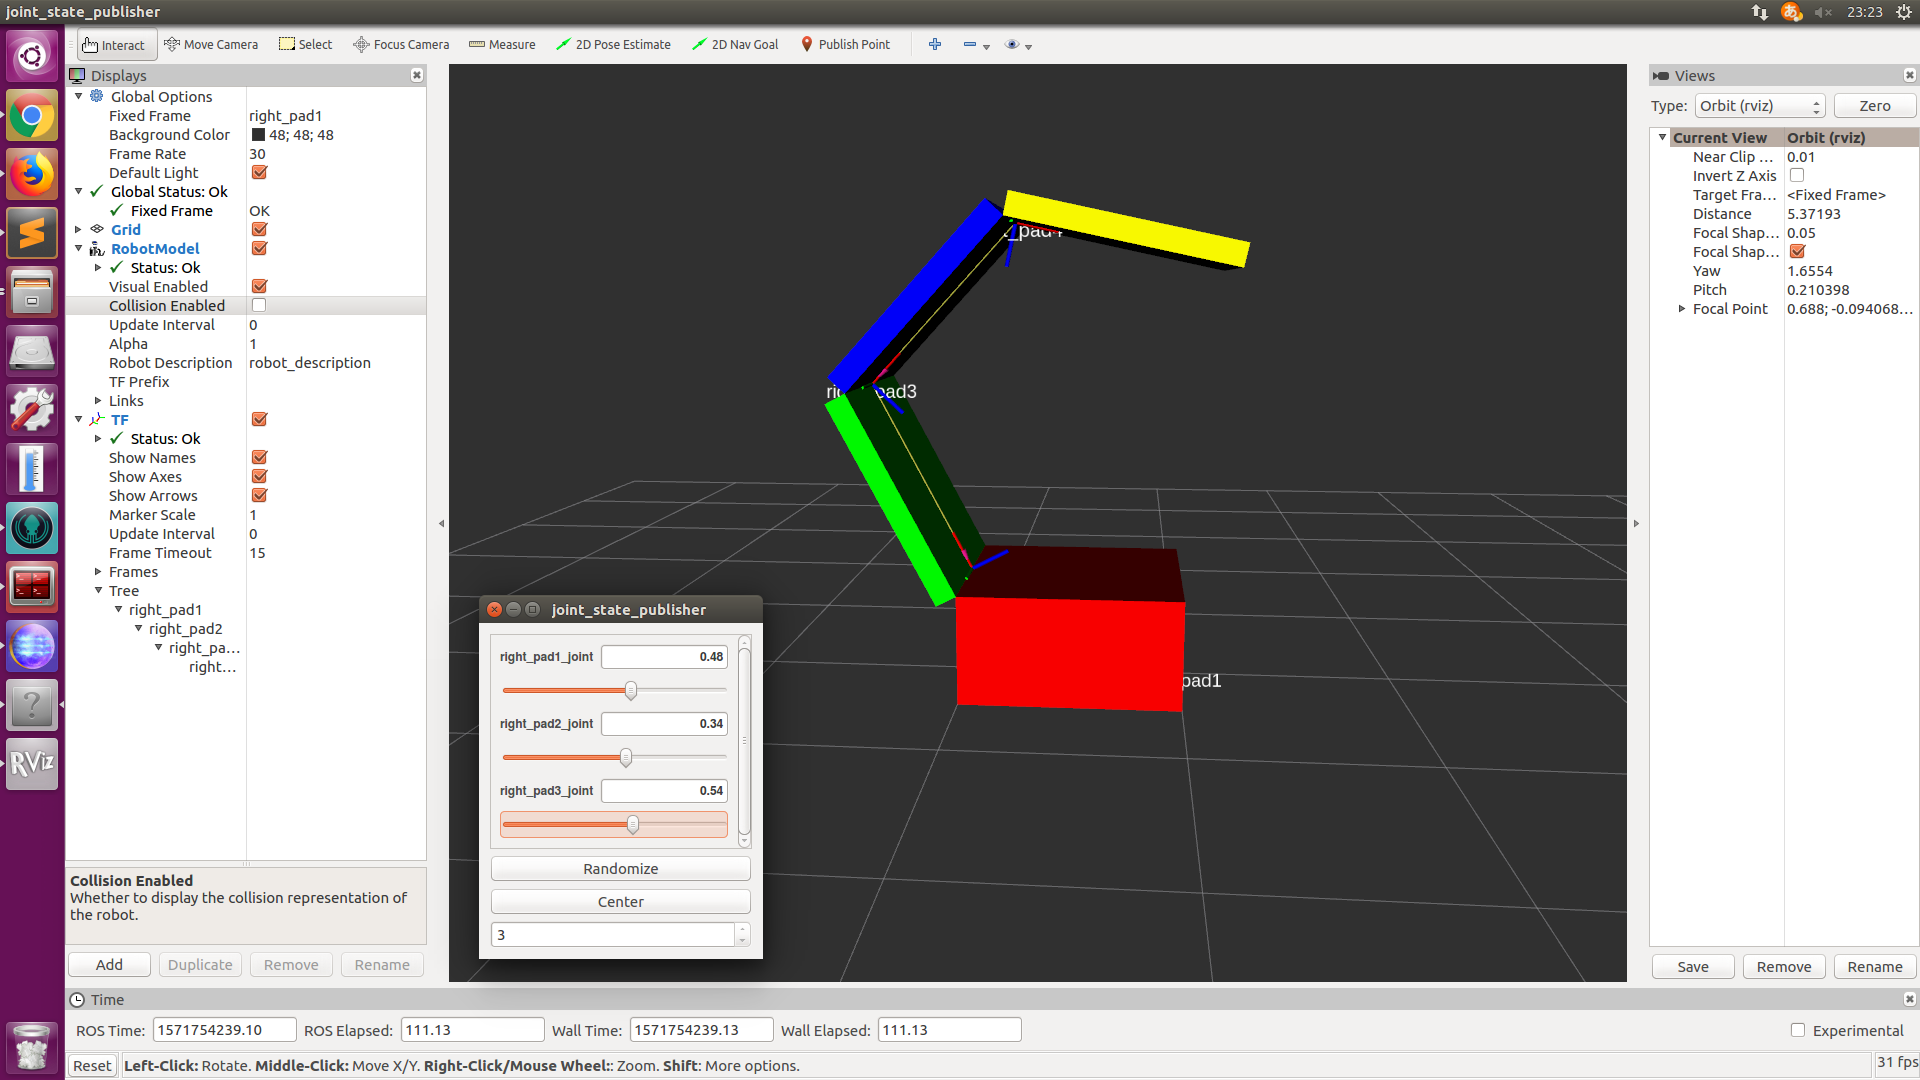 joint_state_publisher
23:23
Interact Move Camera Select Focus Camera Measure 2D Pose Estimate 2D Nav Goal Publish Point
Displays
Global Options
Fixed Frame right_pad1
Background Color 48; 48; 48
Frame Rate 30
Default Light
Global Status: Ok
Fixed Frame OK
Grid
RobotModel
Status: Ok
Visual Enabled
Collision Enabled
Update Interval 0
Alpha 1
Robot Description robot_description
TF Prefix
Links
TF
Status: Ok
Show Names
Show Axes
Show Arrows
Marker Scale 1
Update Interval 0
Frame Timeout 15
Frames
Tree
right_pad1
right_pad2
right_pa...
right...
Collision Enabled
Whether to display the collision representation of
the robot.
Add Duplicate Remove Rename
pad3
pad1
joint_state_publisher
right_pad1_joint 0.48
right_pad2_joint 0.34
right_pad3_joint 0.54
Randomize
Center
3
Views
Type: Orbit (rviz) Zero
Current View Orbit (rviz)
Near Clip ... 0.01
Invert Z Axis
Target Fra... <Fixed Frame>
Distance 5.37193
Focal Shap... 0.05
Focal Shap...
Yaw 1.6554
Pitch 0.210398
Focal Point 0.688; -0.094068...
Save Remove Rename
RViz
Time
ROS Time: 1571754239.10 ROS Elapsed: 111.13 Wall Time: 1571754239.13 Wall Elapsed: 111.13 Experimental
Reset Left-Click: Rotate. Middle-Click: Move X/Y. Right-Click/Mouse Wheel:: Zoom. Shift: More options. 31 fps